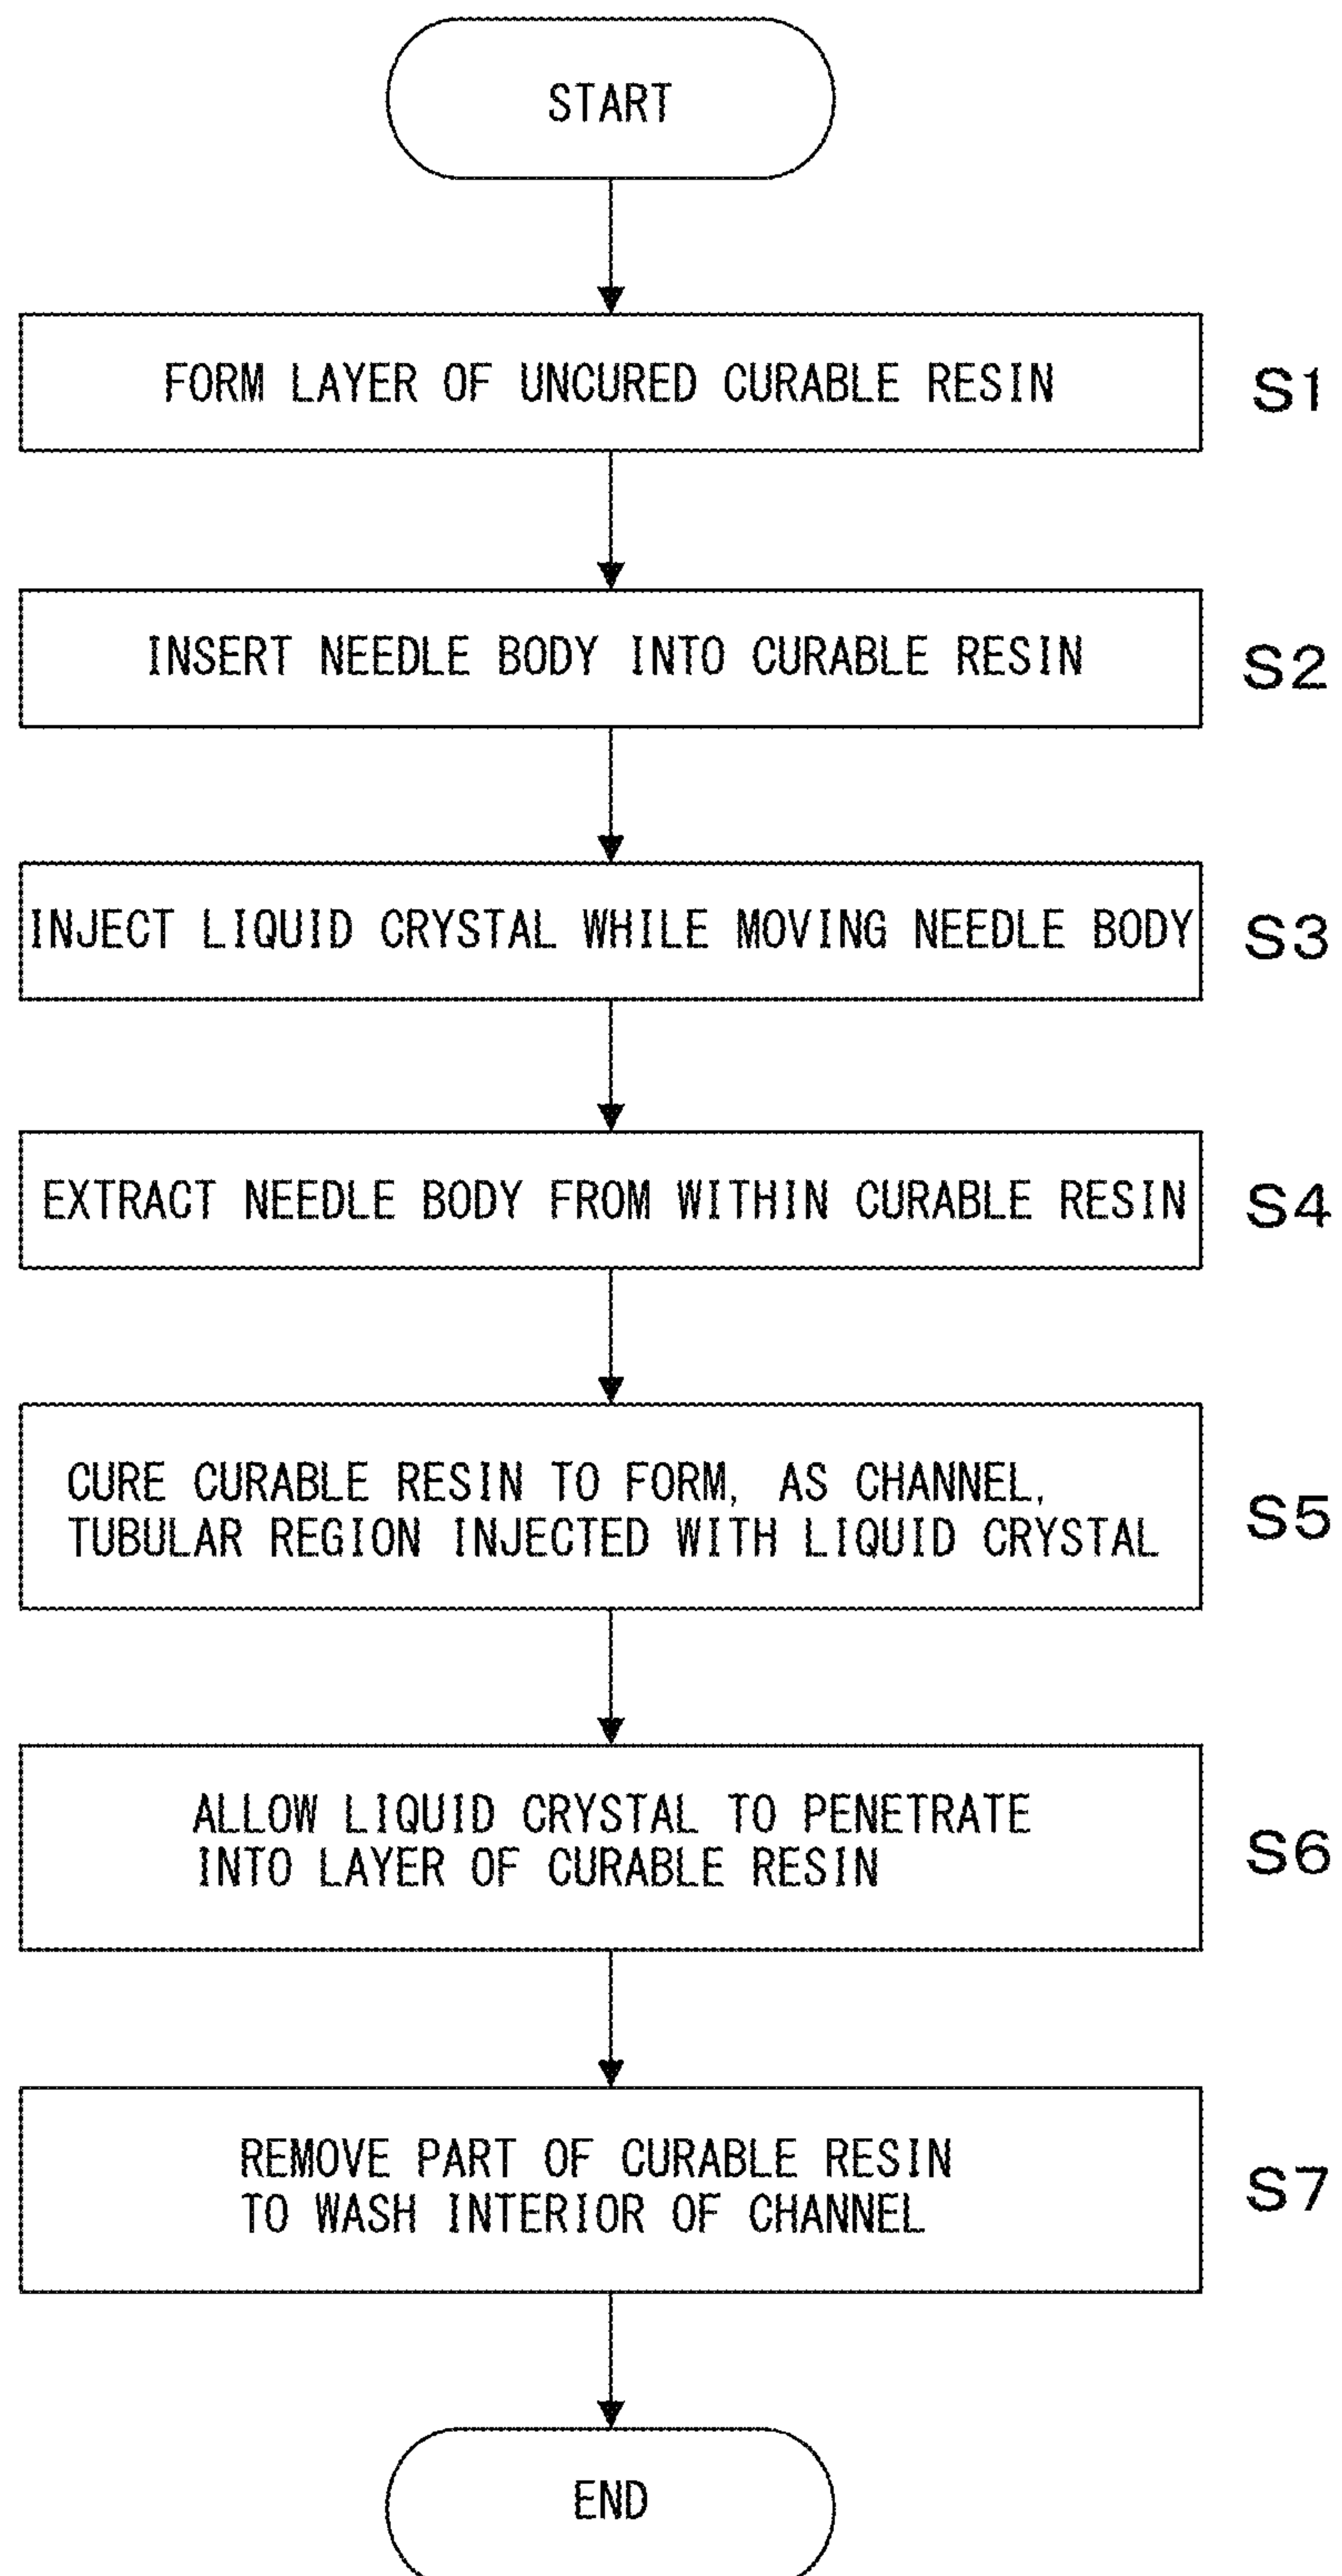 START
FORM LAYER OF UNCURED CURABLE RESIN
S1
INSERT NEEDLE BODY INTO CURABLE RESIN
S2
INJECT LIQUID CRYSTAL WHILE MOVING NEEDLE BODY
S3
EXTRACT NEEDLE BODY FROM WITHIN CURABLE RESIN
S4
CURE CURABLE RESIN TO FORM, AS CHANNEL,
TUBULAR REGION INJECTED WITH LIQUID CRYSTAL
S5
ALLOW LIQUID CRYSTAL TO PENETRATE
INTO LAYER OF CURABLE RESIN
S6
REMOVE PART OF CURABLE RESIN
TO WASH INTERIOR OF CHANNEL
S7
END